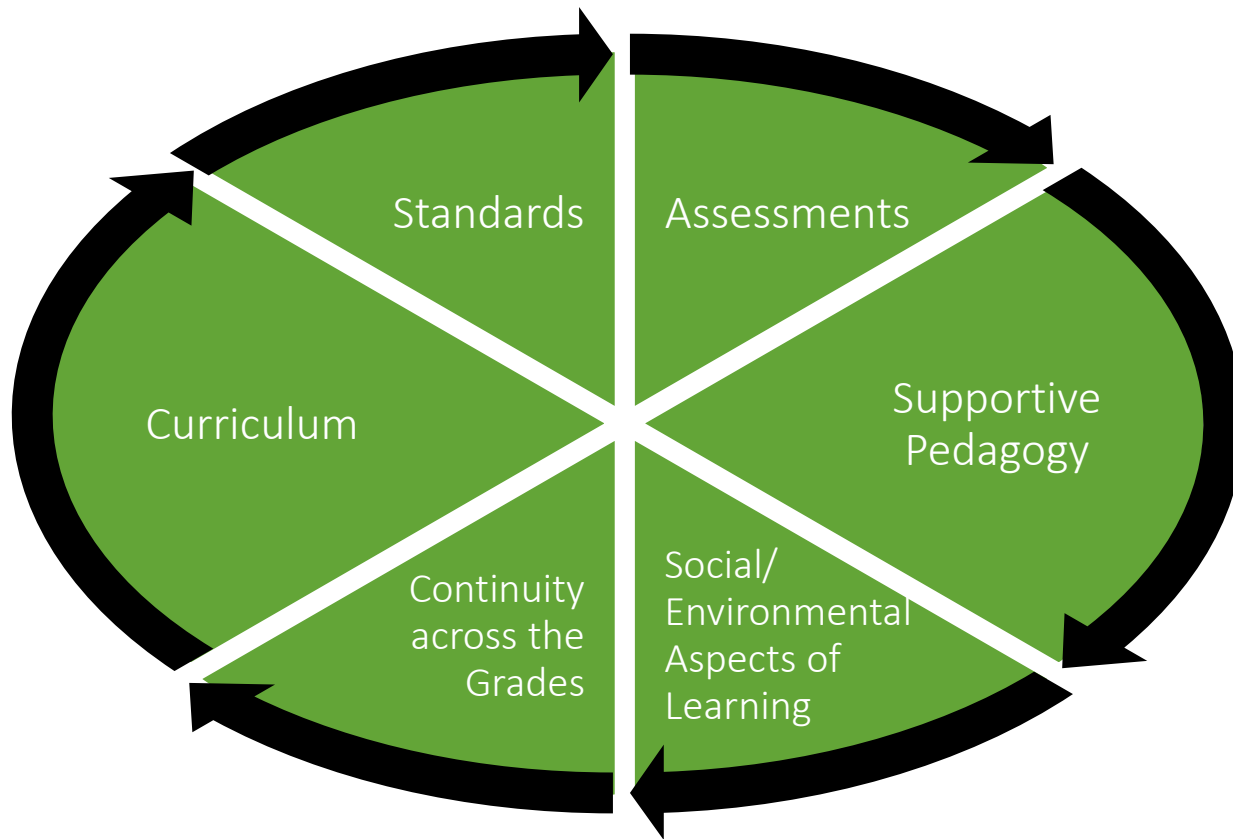 Standards
Assessments
Supportive
Pedagogy
Social/
Environmental
Aspects of
Learning
Continuity
across the
Grades
Curriculum